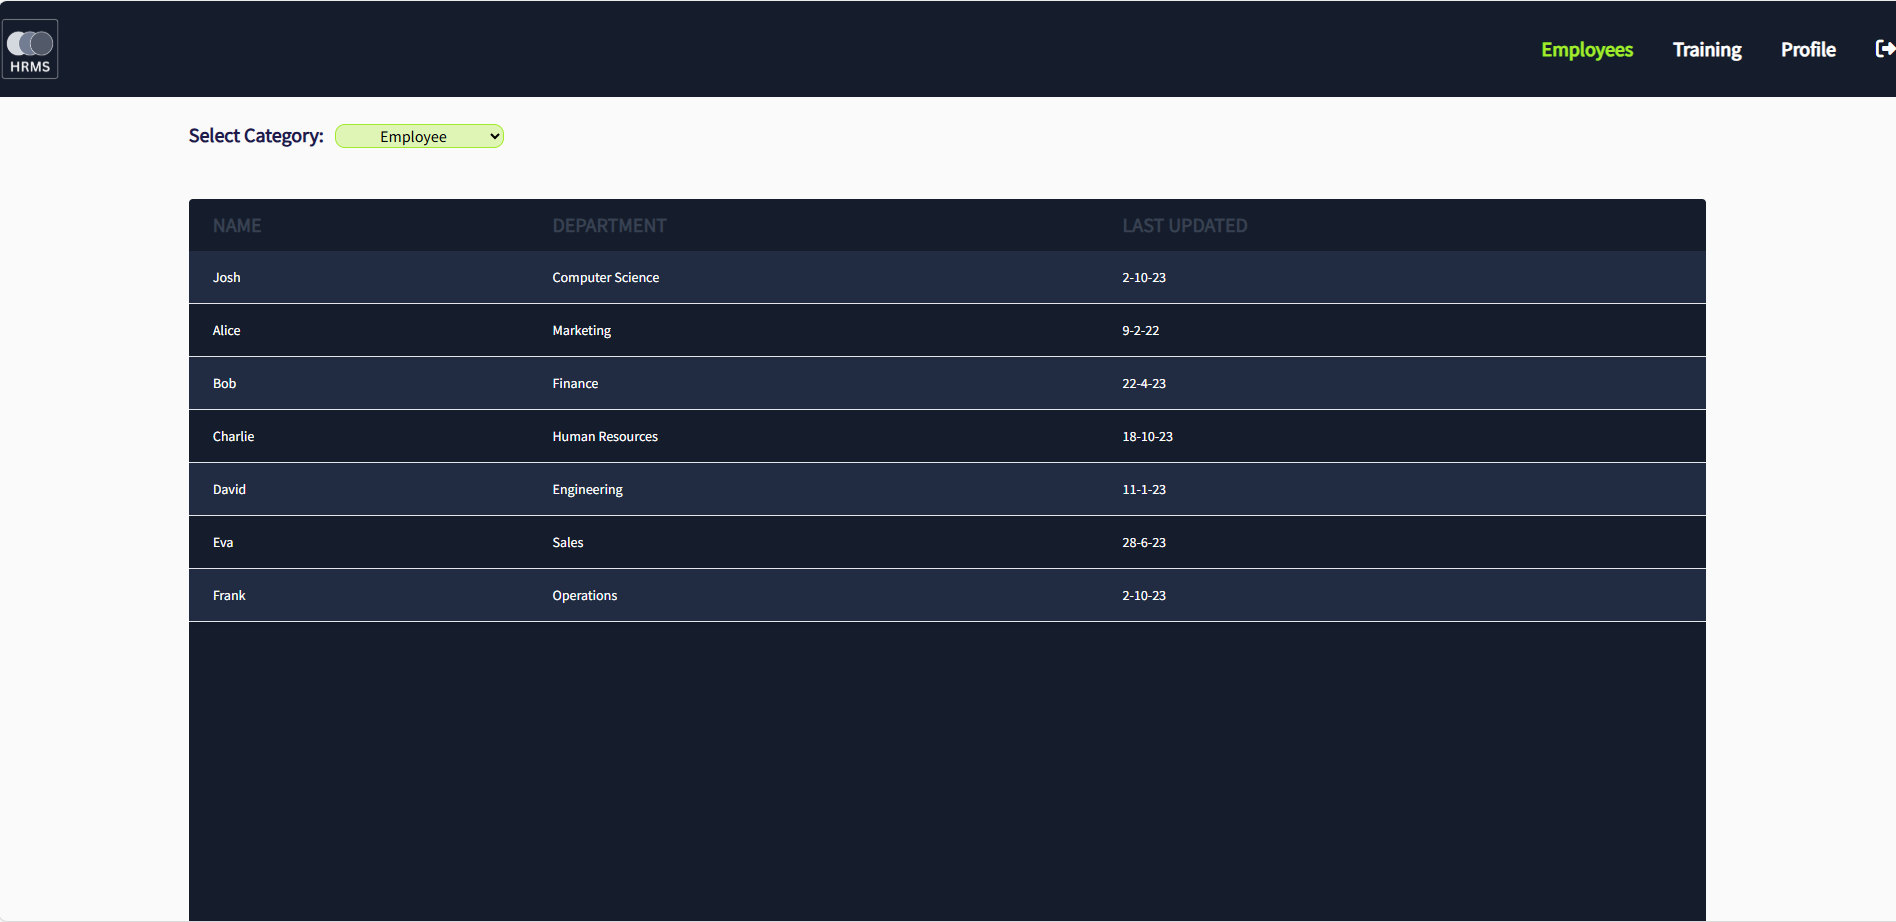 HRMS
Employees Training Profile
Select Category: Employee
NAME DEPARTMENT LAST UPDATED
Josh Computer Science 2-10-23
Alice Marketing 9-2-22
Bob Finance 22-4-23
Charlie Human Resources 18-10-23
David Engineering 11-1-23
Eva Sales 28-6-23
Frank Operations 2-10-23